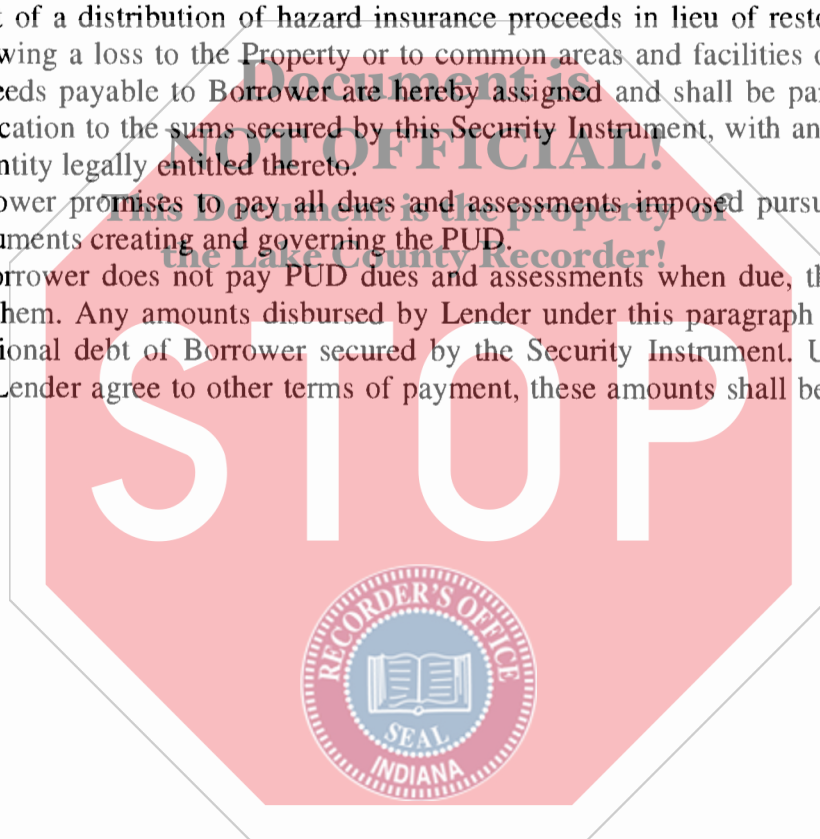 of a distribution of hazard insurance proceeds in lieu of
wing a loss to the Property or to common areas and facilities
eeds payable to Borrower are hereby assigned and shall be
cation to the sums secured by this Security Instrument, with
ntity legally entitled thereto.
ower promises to pay all dues and assessments imposed
uments creating and governing the PUD.
orrower does not pay PUD dues and assessments when due,
hem. Any amounts disbursed by Lender under this paragraph
ional debt of Borrower secured by the Security Instrument.
Lender agree to other terms of payment, these amounts shall
Document is
NOT OFFICIAL!
This Document is the property of
the Lake County Recorder!
STOP
RECORDER'S OFFICE
SEAL
INDIANA